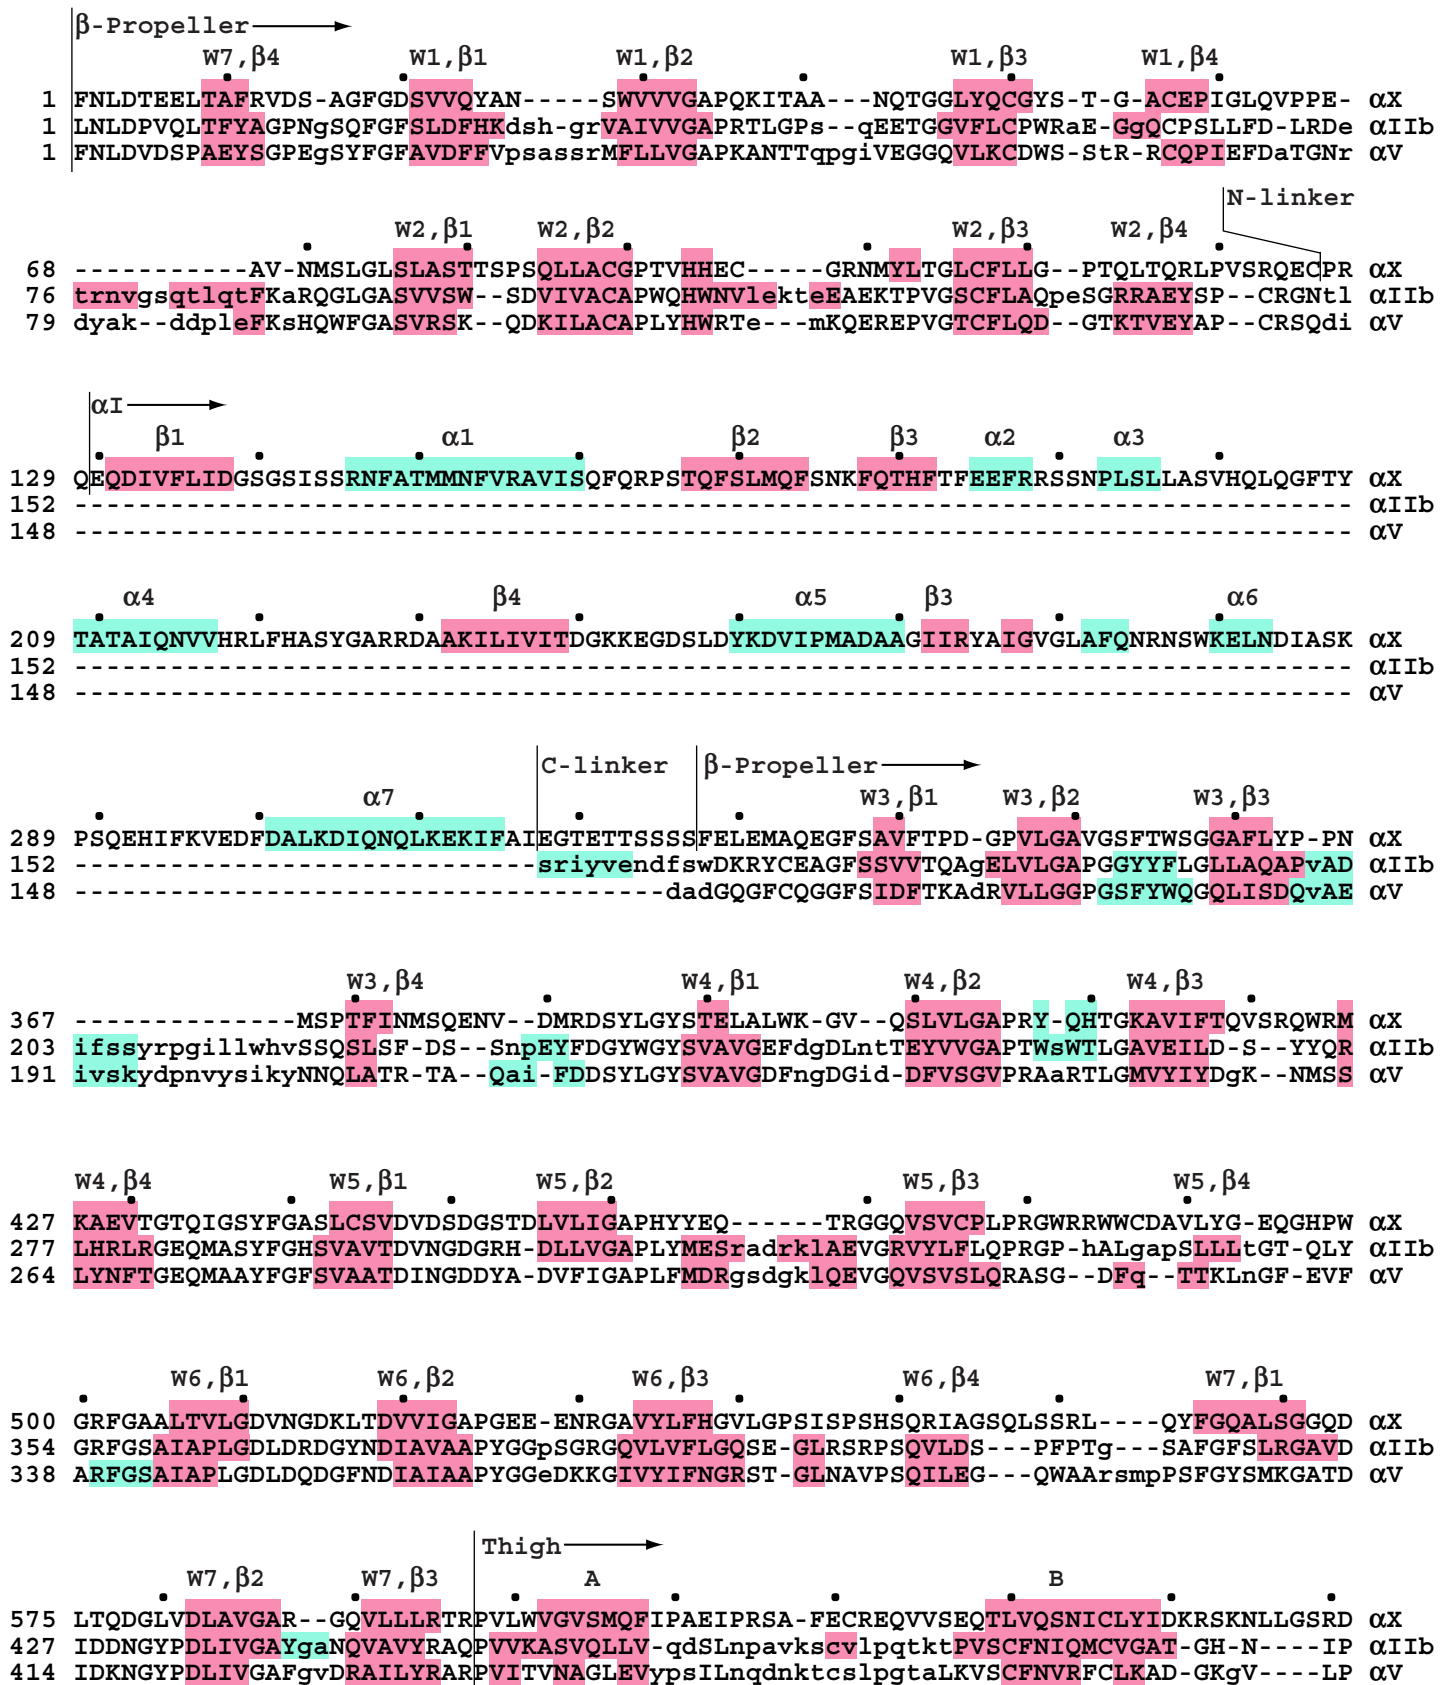 β-Propeller
W7,β4 W1,β1 W1,β2 W1,β3 W1,β4
1 FNLDTEELTAFRVDS-AGFGDSVVQYAN-----SWVVVGAPQKITAA---NQTGGLYQCGYS-T-G-ACEPIGLQVPPE- αX
1 LNLDPVQLTFYAGPNgSQFGFSLDFHKdsh-grVAIVVGAPRTLGPs--qEETGGVFLCPWRaE-GgQCPSLLFD-LRDe αIIb
1 FNLDVDSPAEYSGPEgSYFGFAVDFFVpsassrMFLLVGAPKANTTqpgiVEGGQVLKCDWS-StR-RCQPIEFDaTGNr αV
N-linker
W2,β1 W2,β2 W2,β3 W2,β4
68 -----------AV-NMSLGLSLASTTSPSQLLACGPTVHHEC-----GRNMYLTGLCFLLG--PTQLTQRLPVSRQECPR αX
76 trnvgsqtlqtFKaRQGLGASVVSW--SDVIVACAPWQHWNVlekteEAEKTPVGSCFLAQpeSGRRAEYSP--CRGNtl αIIb
79 dyak--ddpleFKsHQWFGASVRSK--QDKILACAPLYHWRTe---mKQEREPVGTCFLQD--GTKTVEYAP--CRSQdi αV
αI
β1 α1 β2 β3 α2 α3
129 QEQDIVFLIDGSGSISSRNFATMMNFVRAVISQFQRPSTQFSLMQFSNKFQTHFTFEEFRRSSNPLSLLASVHQLQGFTY αX
152 -------------------------------------------------------------------------------- αIIb
148 -------------------------------------------------------------------------------- αV
α4 β4 α5 β3 α6
209 TATAIQNVVHRLFHASYGARRDAAKILIVITDGKKEGDSLDYKDVIPMADAAGIIRYAIGVGLAFQNRNSWKELNDIASK αX
152 -------------------------------------------------------------------------------- αIIb
148 -------------------------------------------------------------------------------- αV
C-linker β-Propeller
α7 W3,β1 W3,β2 W3,β3
289 PSQEHIFKVEDFDALKDIQNQLKEKIFAIEGTETTSSSSFELEMAQEGFSAVFTPD-GPVLGAVGSFTWSGGAFLYP-PN αX
152 -----------------------------sriyvendfswDKRYCEAGFSSVVTQAgELVLGAPGGYYFLGLLAQAPvAD αIIb
148 -------------------------------------dadGQGFCQGGFSIDFTKAdRVLLGGPGSFYWQGQLISDQvAE αV
W3,β4 W4,β1 W4,β2 W4,β3
367 --------------MSPTFINMSQENV--DMRDSYLGYSTELALWK-GV--QSLVLGAPRY-QHTGKAVIFTQVSRQWRM αX
203 ifssyrpgillwhvSSQSLSF-DS--SnpEYFDGYWGYSVAVGEFdgDLntTEYVVGAPTWsWTLGAVEILD-S--YYQR αIIb
191 ivskydpnvysikyNNQLATR-TA--Qai-FDDSYLGYSVAVGDFngDGid-DFVSGVPRAaRTLGMVYIYDgK--NMSS αV
W4,β4 W5,β1 W5,β2 W5,β3 W5,β4
427 KAEVTGTQIGSYFGASLCSVDVDSDGSTDLVLIGAPHYYEQ------TRGGQVSVCPLPRGWRRWWCDAVLYG-EQGHPW αX
277 LHRLRGEQMASYFGHSVAVTDVNGDGRH-DLLVGAPLYMESradrklAEVGRVYLFLQPRGP-hALgapSLLLtGT-QLY αIIb
264 LYNFTGEQMAAYFGFSVAATDINGDDYA-DVFIGAPLFMDRgsdgklQEVGQVSVSLQRASG--DFq--TTKLnGF-EVF αV
W6,β1 W6,β2 W6,β3 W6,β4 W7,β1
500 GRFGAALTVLGDVNGDKLTDVVIGAPGEE-ENRGAVYLFHGVLGPSISPSHSQRIAGSQLSSRL----QYFGQALSGGQD αX
354 GRFGSAIAPLGDLDRDGYNDIAVAAPYGGpSGRGQVLVFLGQSE-GLRSRPSQVLDS---PFPTg---SAFGFSLRGAVD αIIb
338 ARFGSAIAPLGDLDQDGFNDIAIAAPYGGeDKKGIVYIFNGRST-GLNAVPSQILEG---QWAArsmpPSFGYSMKGATD αV
Thigh
W7,β2 W7,β3 A B
575 LTQDGLVDLAVGAR--GQVLLLRTRPVLWVGVSMQFIPAEIPRSA-FECREQVVSEQTLVQSNICLYIDKRSKNLLGSRD αX
427 IDDNGYPDLIVGAYgaNQVAVYRAQPVVKASVQLLV-qdSLnpavkscvlpqtktPVSCFNIQMCVGAT-GH-N----IP αIIb
414 IDKNGYPDLIVGAFgvDRAILYRARPVITVNAGLEVypsILnqdnktcslpgtaLKVSCFNVRFCLKAD-GKgV----LP αV